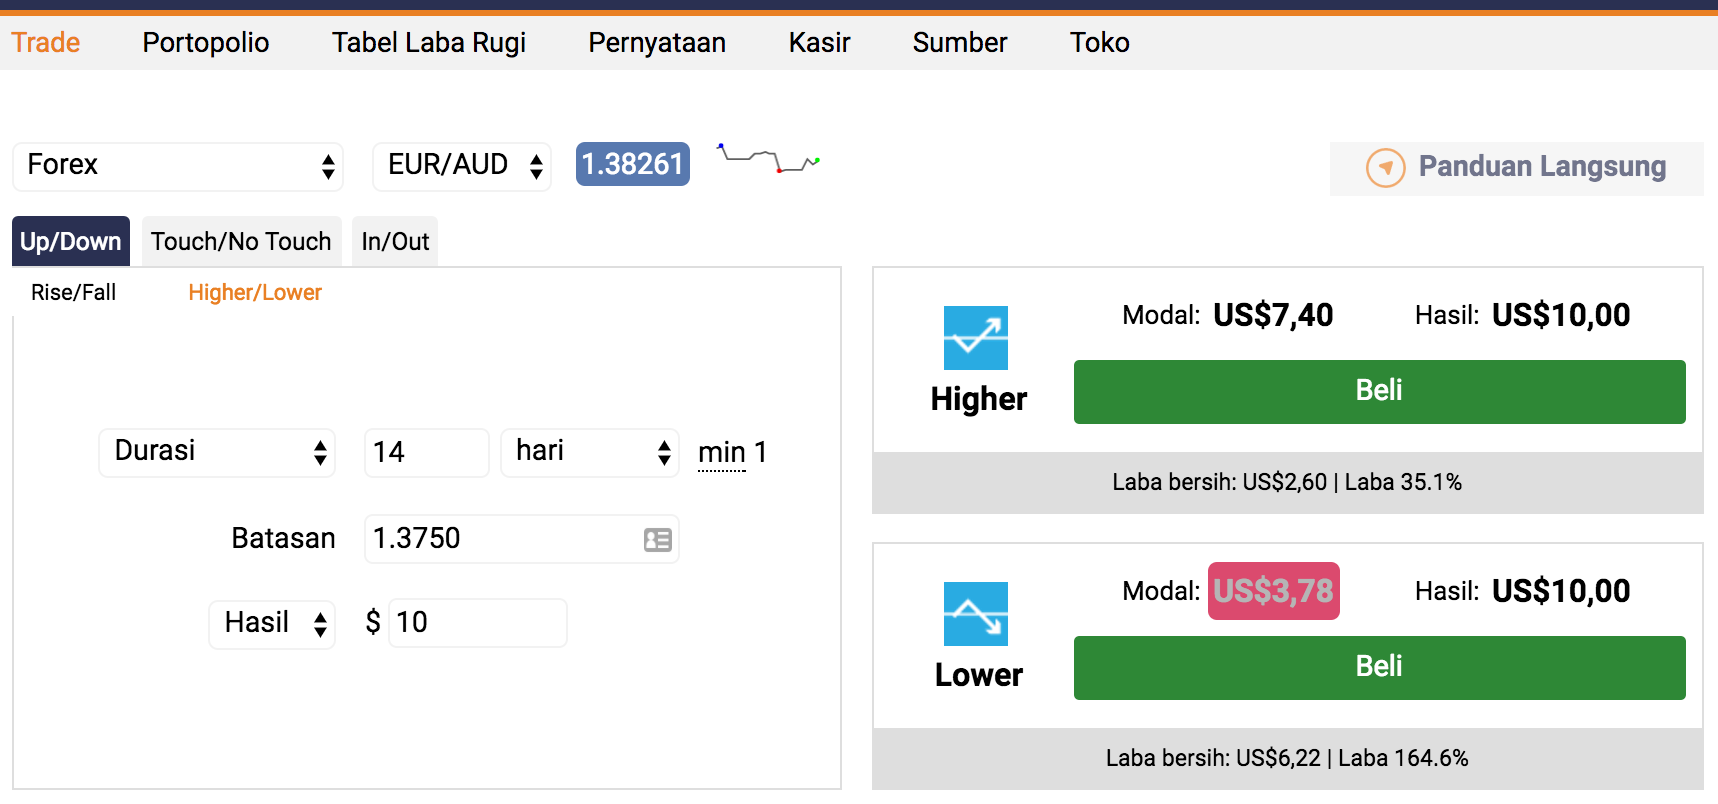 Trade Portopolio Tabel Laba Rugi Pernyataan Kasir Sumber Toko
Forex EUR/AUD 1.38261 Panduan Langsung
Up/Down Touch/No Touch In/Out
Rise/Fall Higher/Lower
Durasi 14 hari min 1
Batasan 1.3750
Hasil $ 10
Modal: US$7,40 Hasil: US$10,00
Higher
Beli
Laba bersih: US$2,60 | Laba 35.1%
Modal: US$3,78 Hasil: US$10,00
Lower
Beli
Laba bersih: US$6,22 | Laba 164.6%